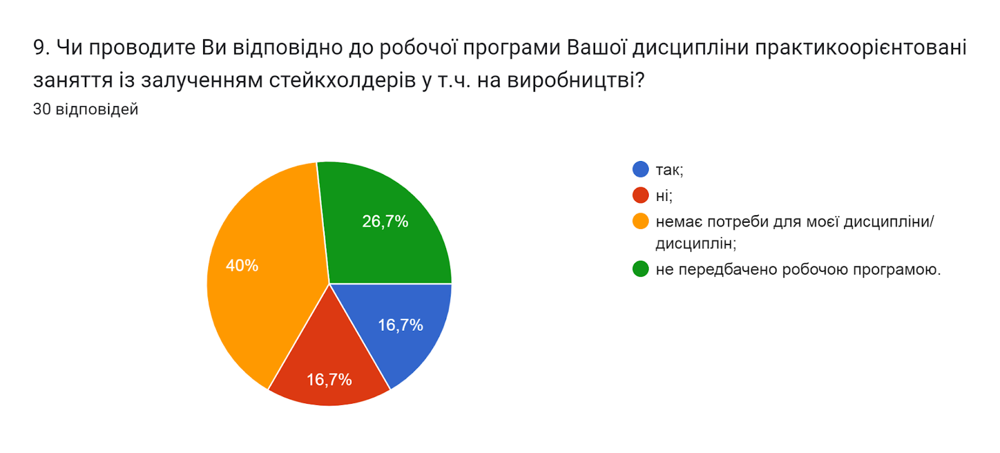 9. Чи проводите Ви відповідно до робочої програми Вашої дисципліни практикоорієнтовані
заняття із залученням стейкхолдерів у т.ч. на виробництві?
30 відповідей
так;
ні;
немає потреби для моєї дисципліни/
дисциплін;
не передбачено робочою програмою.
26,7%
40%
16,7%
16,7%